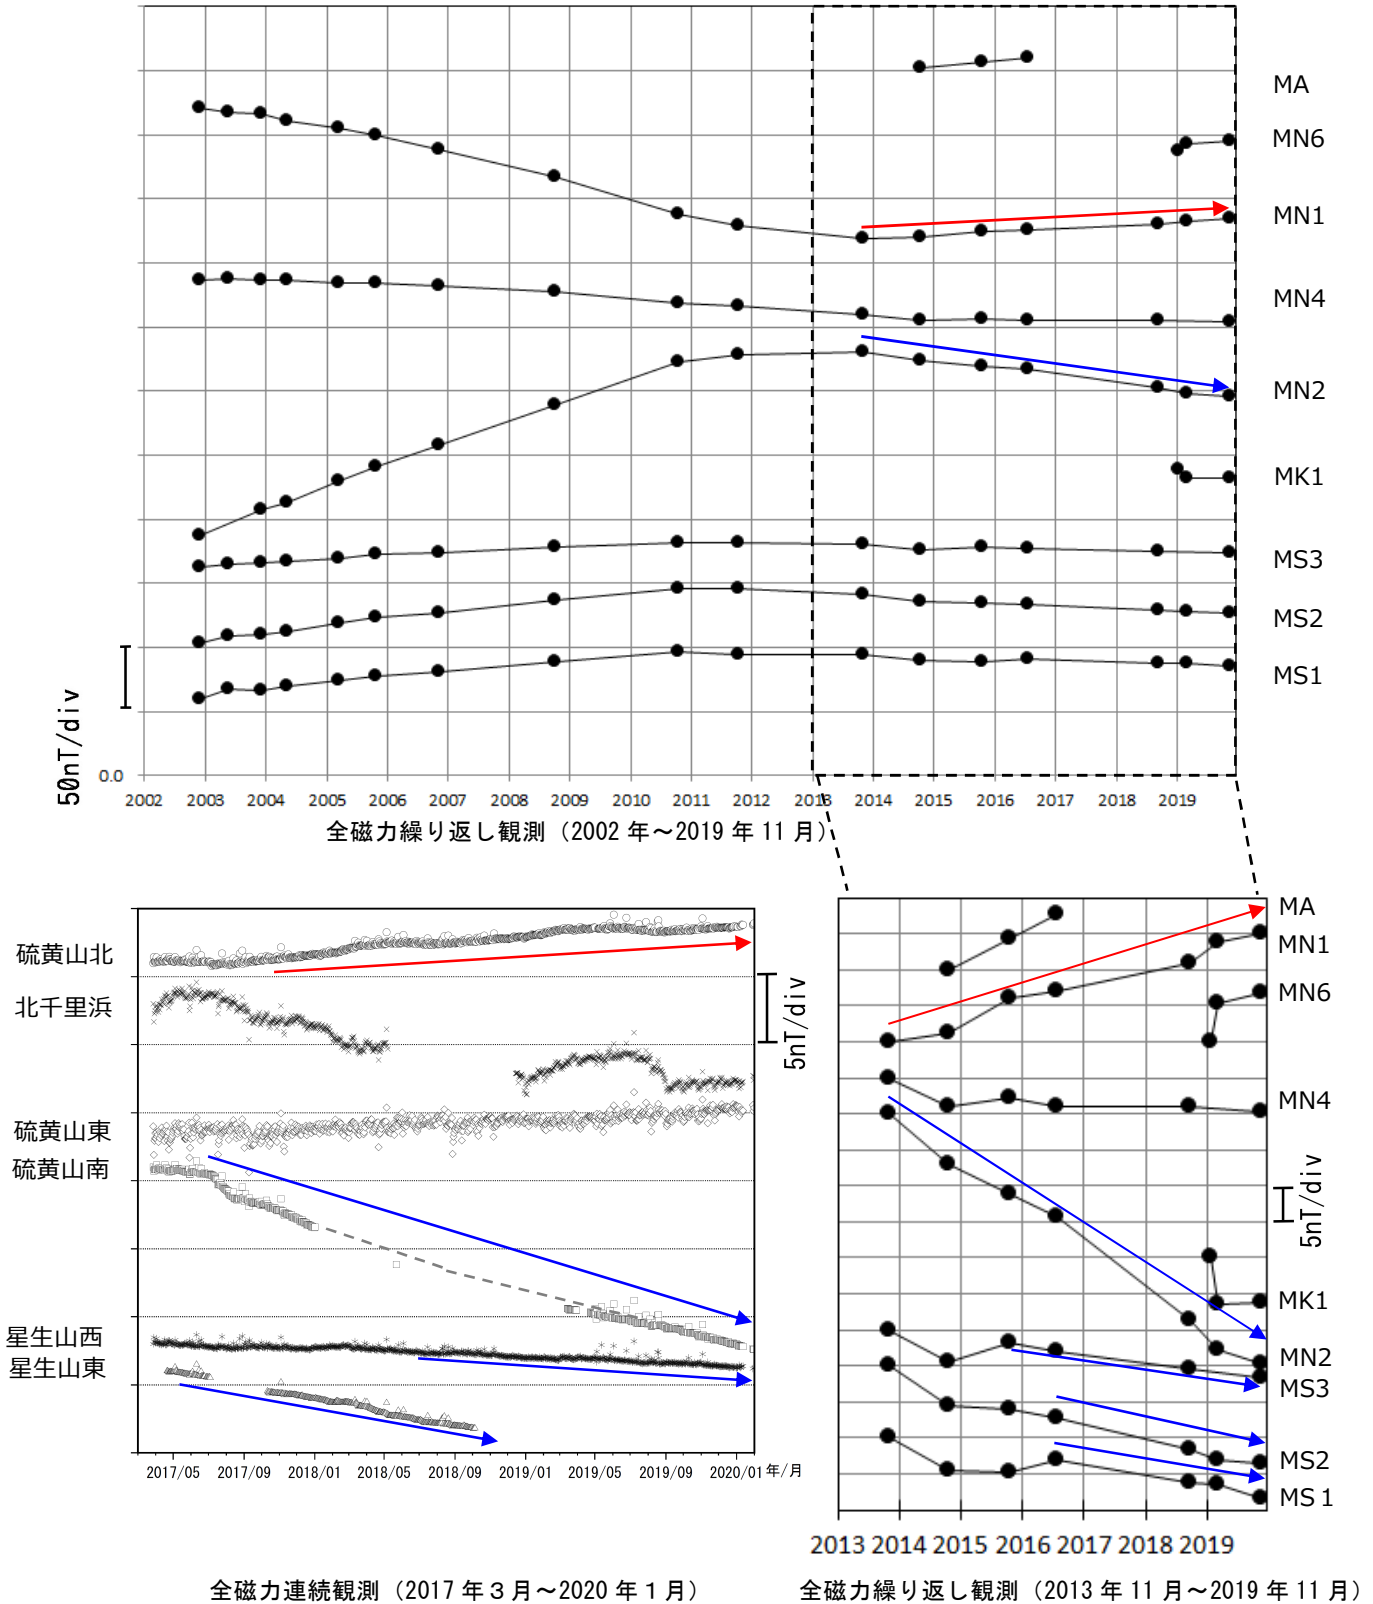 MA
MN6
MN1
MN4
MN2
MK1
MS3
MS2
MS1
50nT/div
0.0
2002 2003 2004 2005 2006 2007 2008 2009 2010 2011 2012 2013 2014 2015 2016 2017 2018 2019
全磁力繰り返し観測（2002 年～2019 年 11 月）
硫黄山北
北千里浜
硫黄山東
硫黄山南
星生山西
星生山東
5nT/div
2017/05 2017/09 2018/01 2018/05 2018/09 2019/01 2019/05 2019/09 2020/01 年/月
全磁力連続観測（2017 年３月～2020 年１月）
MA
MN1
MN6
MN4
5nT/div
MK1
MN2
MS3
MS2
MS1
2013 2014 2015 2016 2017 2018 2019
全磁力繰り返し観測（2013 年 11 月～2019 年 11 月）